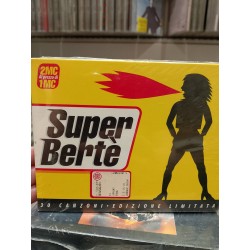 2MC
1MC
Super
Bertè
30 CANZONI • EDIZIONE LIMITATA